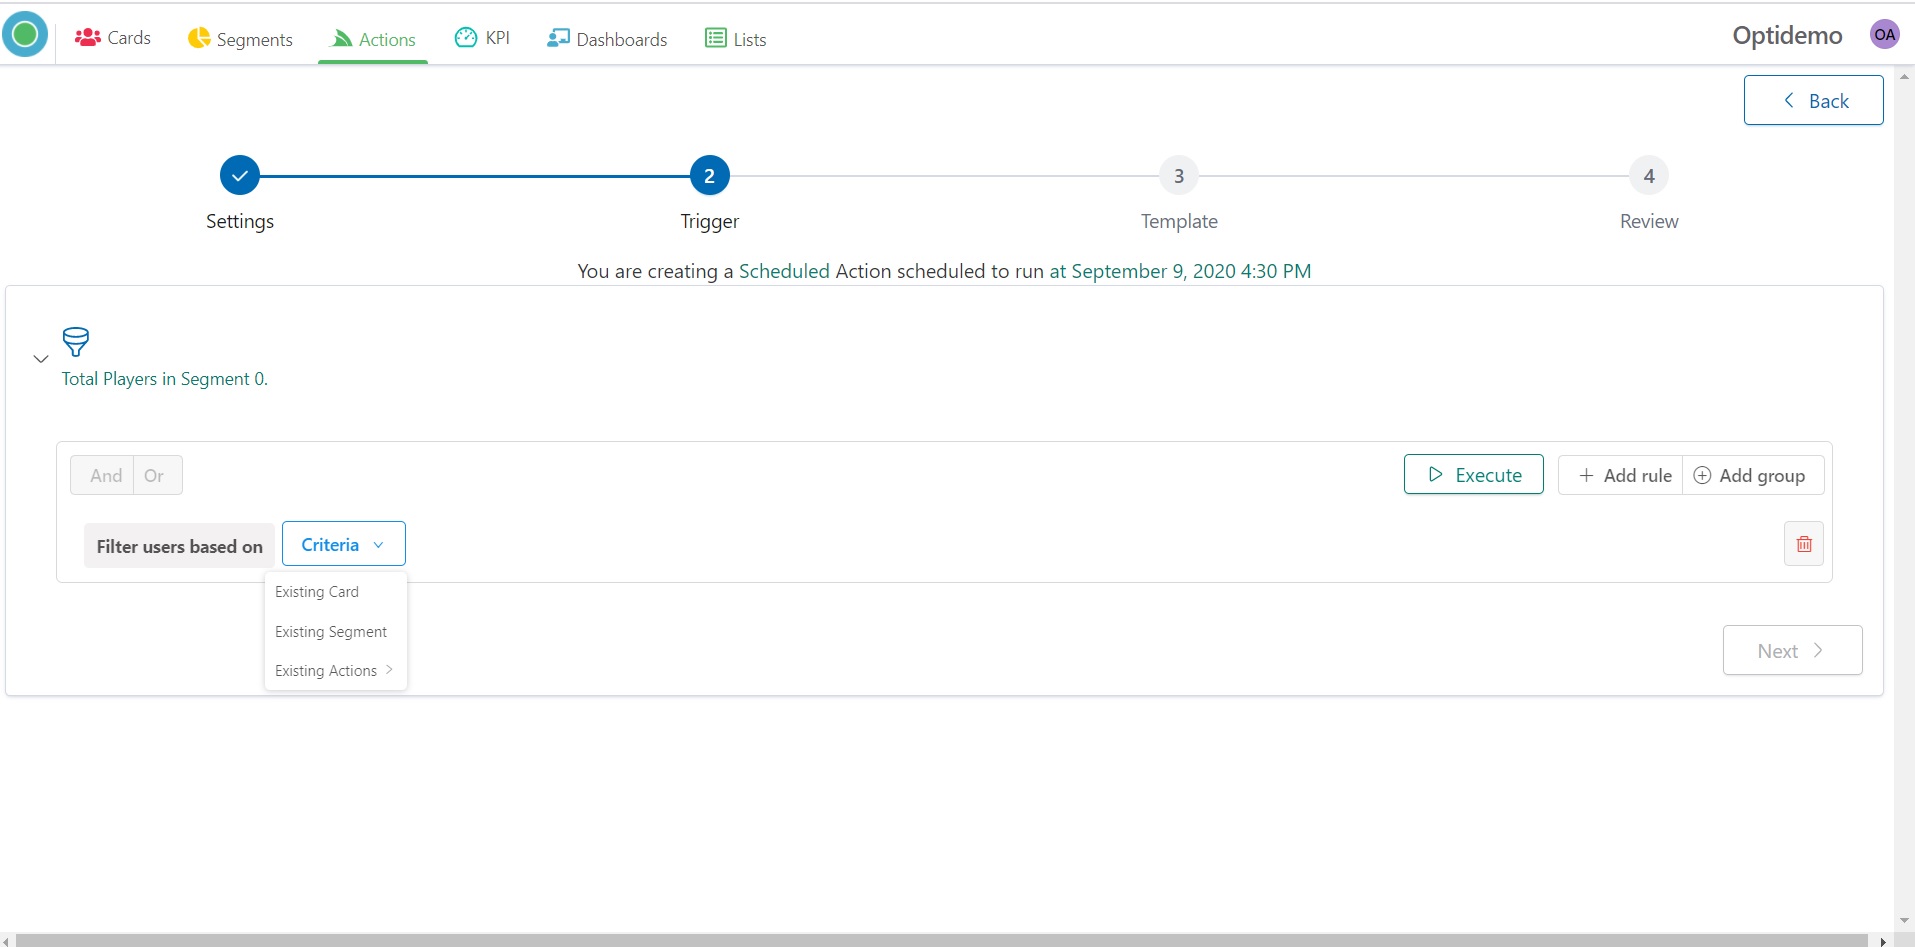 Cards Segments Actions KPI Dashboards Lists Optidemo OA
Back
2 3 4
Settings Trigger Template Review
You are creating a Scheduled Action scheduled to run at September 9, 2020 4:30 PM
Total Players in Segment 0.
And Or Execute Add rule Add group
Filter users based on Criteria
Existing Card
Existing Segment
Existing Actions
Next